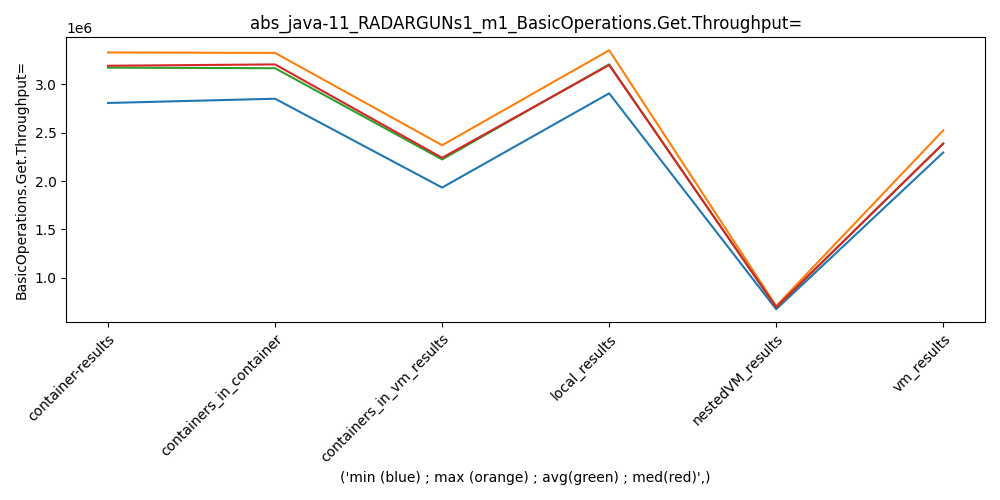 abs_java-11_RADARGUNs1_m1_BasicOperations.Get.Throughput=
1e6
BasicOperations.Get.Throughput=
3.0
2.5
2.0
1.5
1.0
container-results
containers_in_container
containers_in_vm_results
local_results
nestedVM_results
vm_results
('min (blue) ; max (orange) ; avg(green) ; med(red)',)